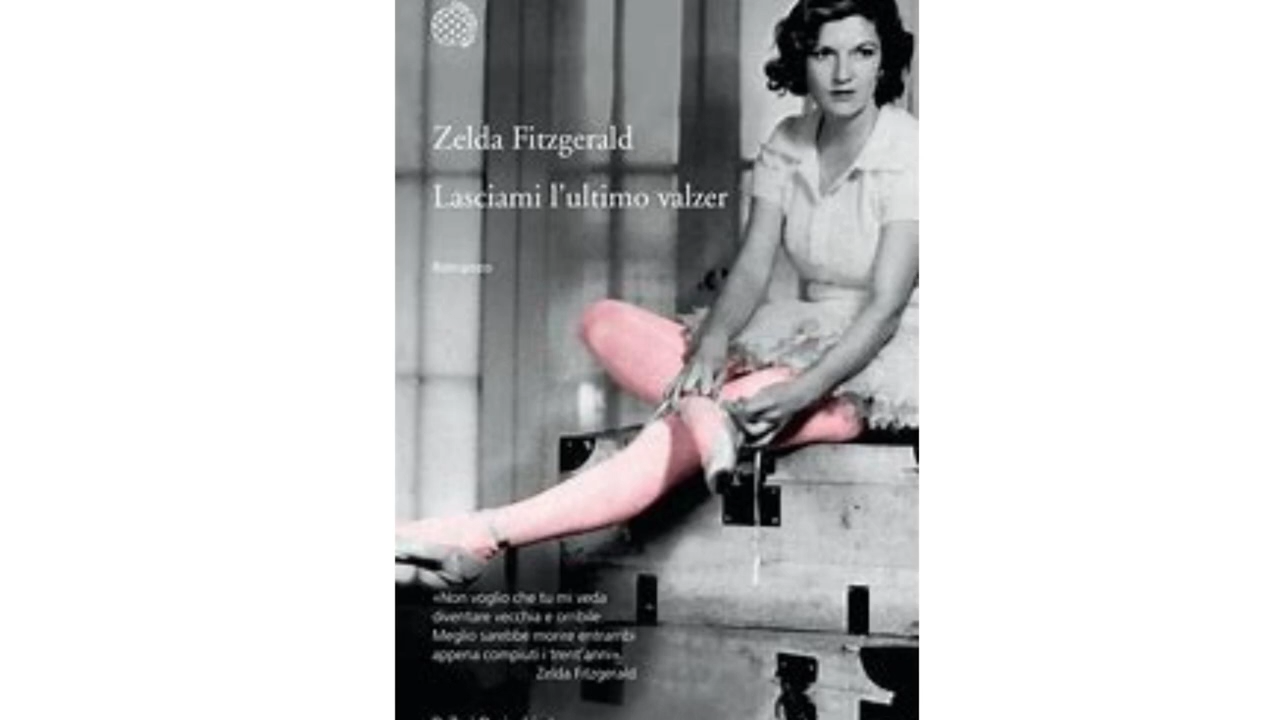 Zelda Fitzgerald
Lasciami l'ultimo valzer
Romanzo
«Non voglio che tu mi veda
diventare vecchia e orribile
Meglio sarebbe morire entrambi
appena compiuti i trent'anni».
Zelda Fitzgerald